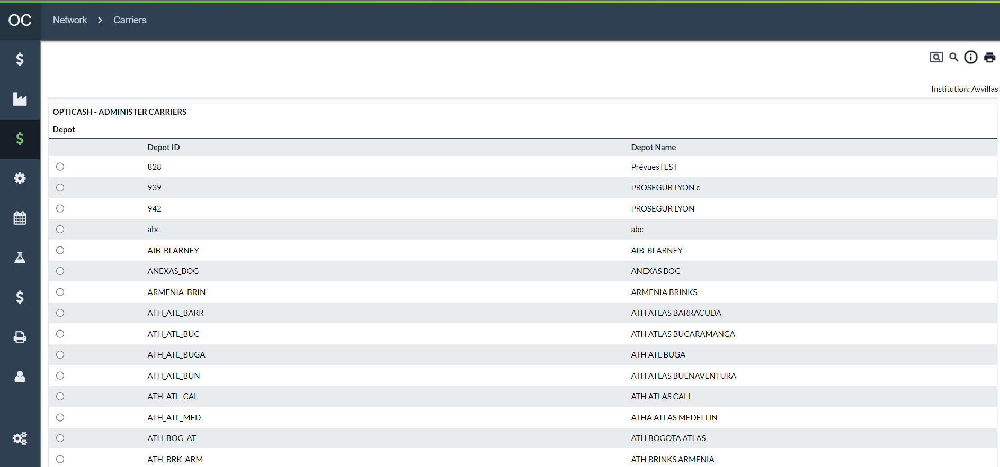 OC Network Carriers
Institution: Avvillas
OPTICASH - ADMINISTER CARRIERS
Depot
Depot ID Depot Name
828 PrévuesTEST
939 PROSEGUR LYON c
942 PROSEGUR LYON
abc abc
AIB_BLARNEY AIB_BLARNEY
ANEXAS_BOG ANEXAS BOG
ARMENIA_BRIN ARMENIA BRINKS
ATH_ATL_BARR ATH ATLAS BARRACUDA
ATH_ATL_BUC ATH ATLAS BUCARAMANGA
ATH_ATL_BUGA ATH ATL BUGA
ATH_ATL_BUN ATH ATLAS BUENAVENTURA
ATH_ATL_CAL ATH ATLAS CALI
ATH_ATL_MED ATHA ATLAS MEDELLIN
ATH_BOG_AT ATH BOGOTA ATLAS
ATH_BRK_ARM ATH BRINKS ARMENIA